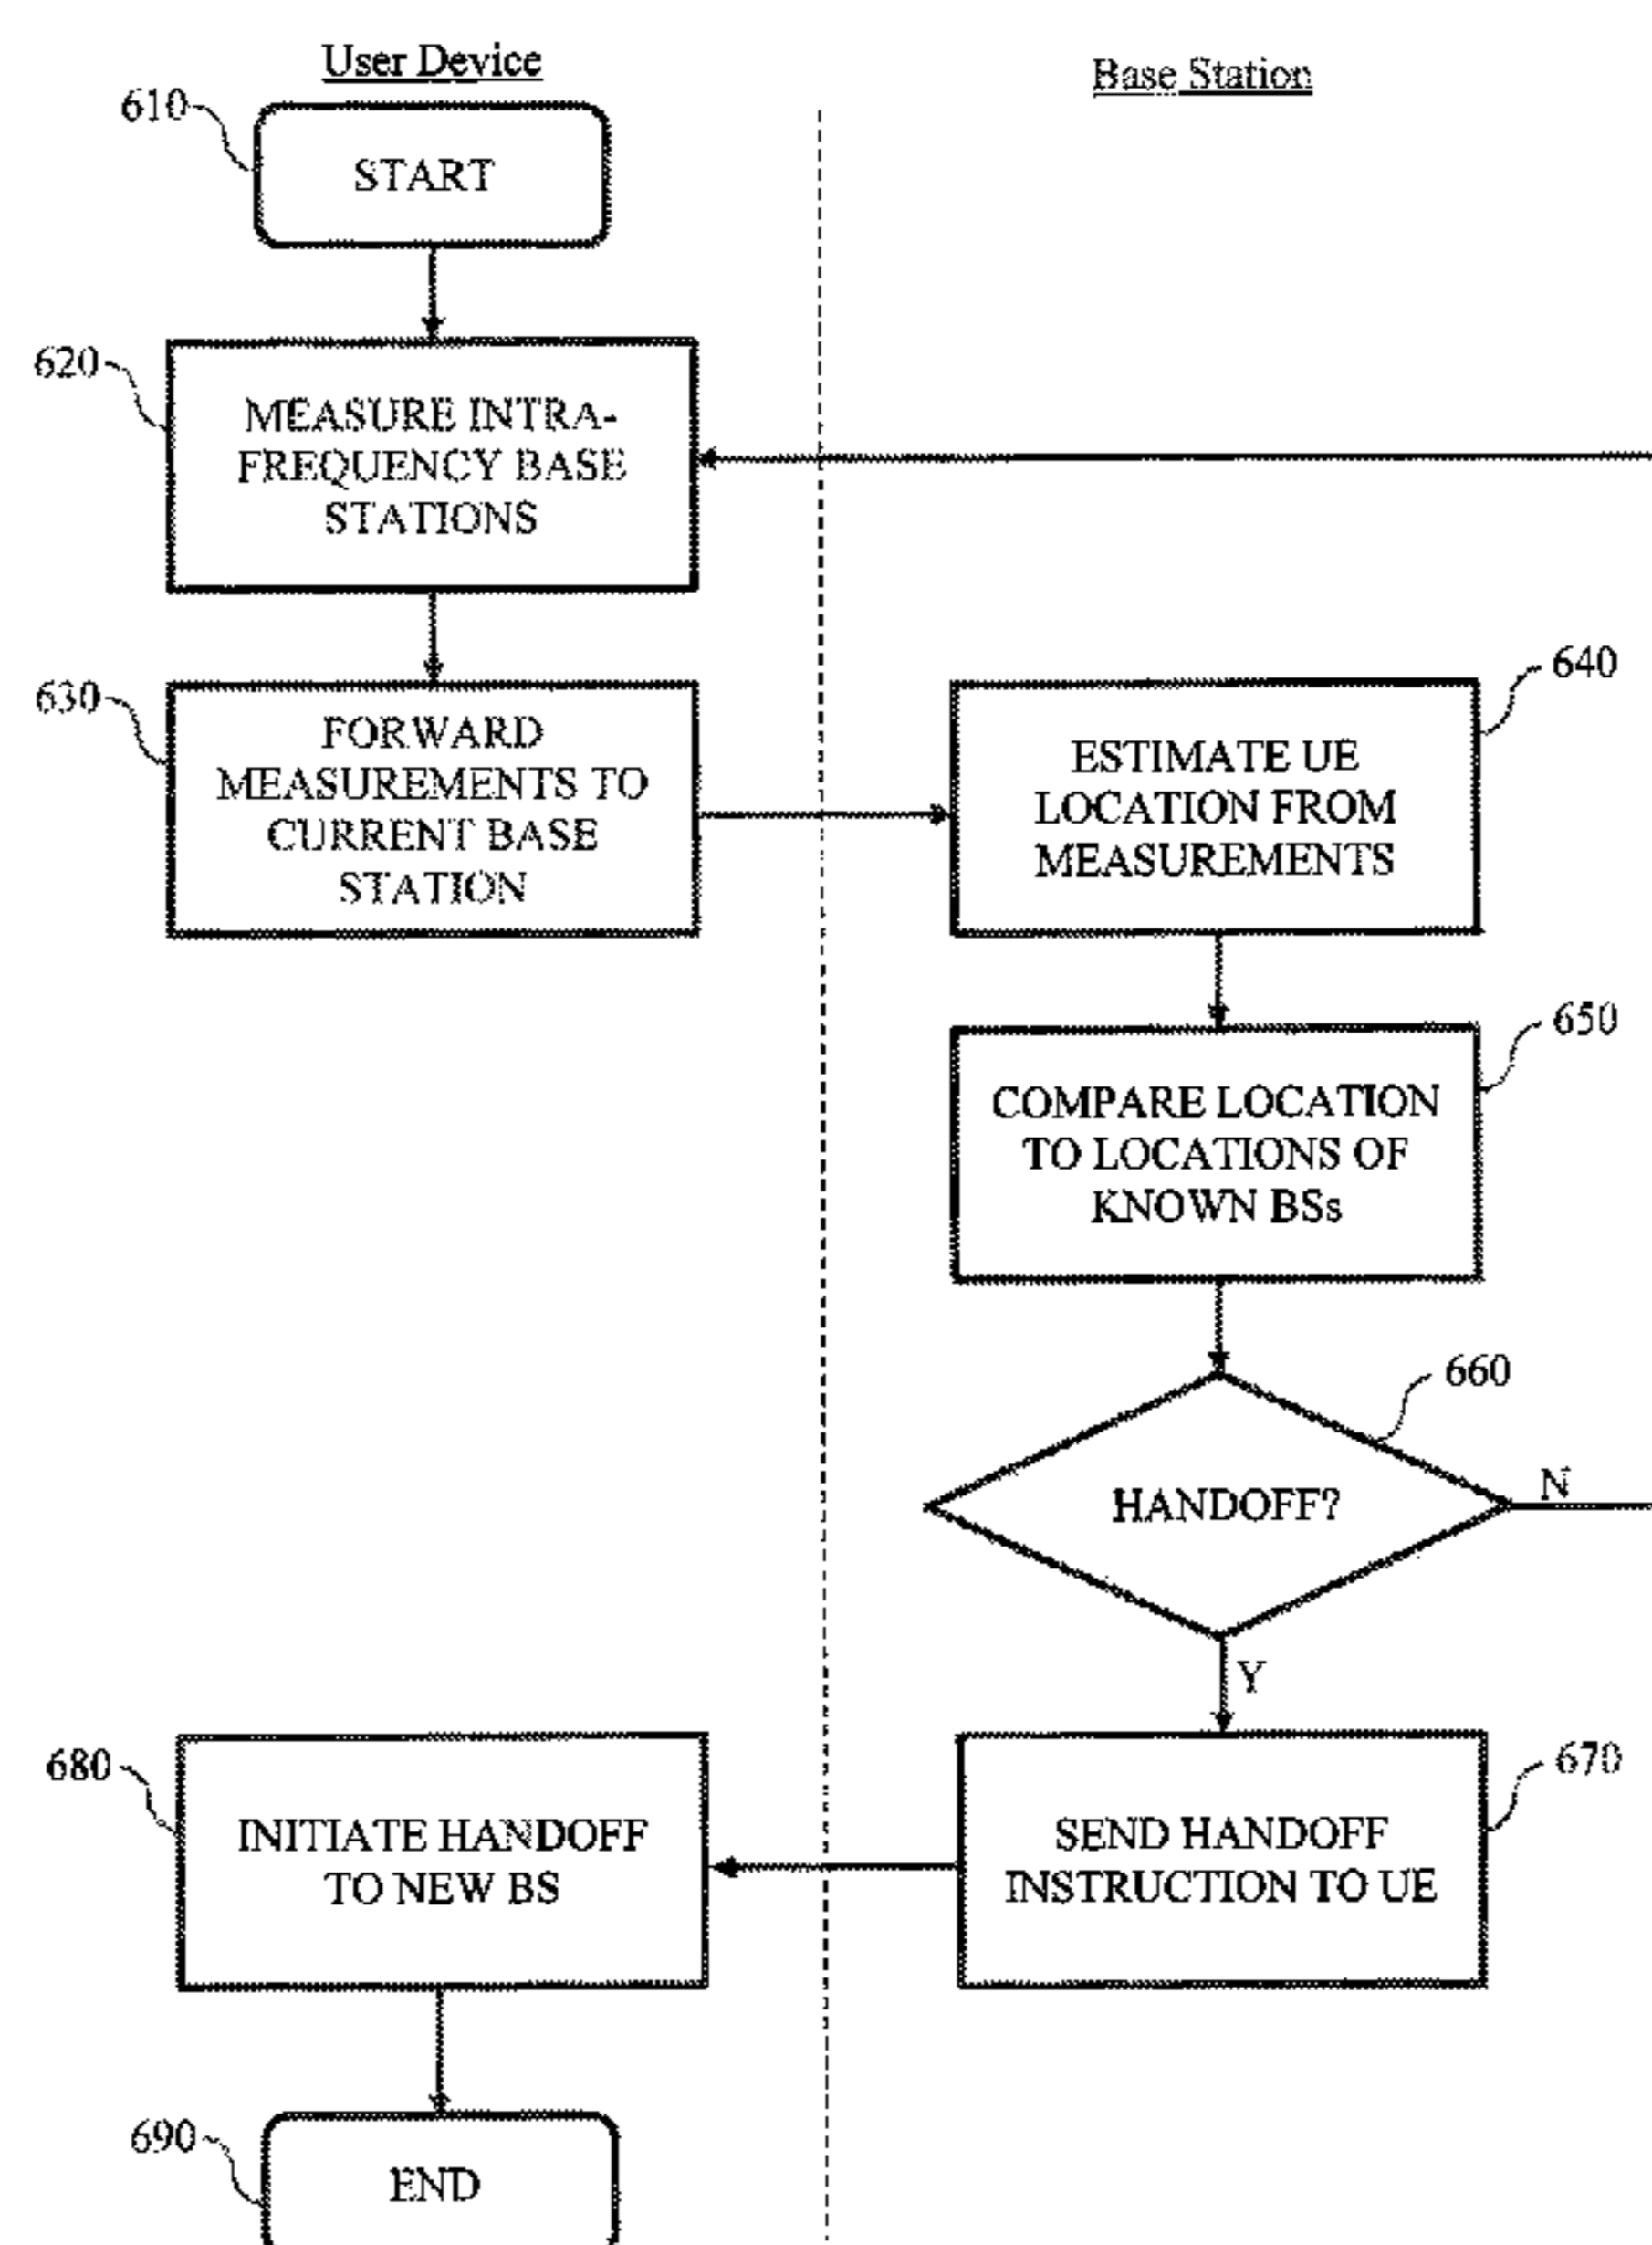 User Device
Base Station
610
START
620
MEASURE INTRA-
FREQUENCY BASE
STATIONS
630
FORWARD
MEASUREMENTS TO
CURRENT BASE
STATION
640
ESTIMATE UE
LOCATION FROM
MEASUREMENTS
650
COMPARE LOCATION
TO LOCATIONS OF
KNOWN BSs
660
HANDOFF?
N
Y
670
SEND HANDOFF
INSTRUCTION TO UE
680
INITIATE HANDOFF
TO NEW BS
690
END